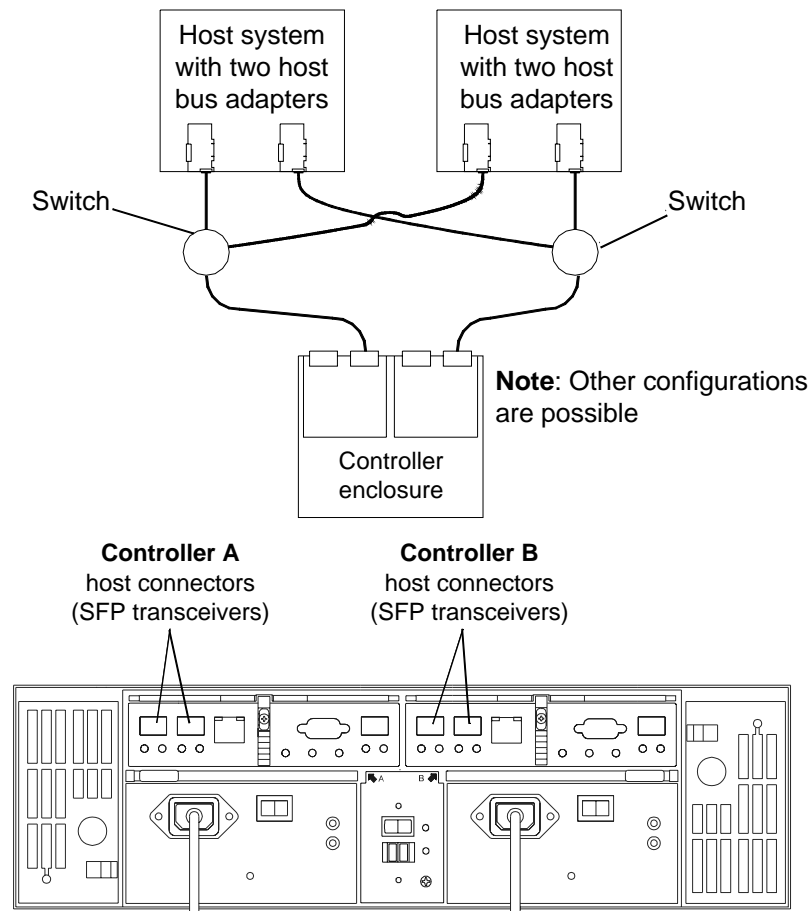 Host system
with two host
bus adapters
Host system
with two host
bus adapters
Switch
Switch
Note: Other configurations
are possible
Controller
enclosure
Controller A
host connectors
(SFP transceivers)
Controller B
host connectors
(SFP transceivers)
A
B